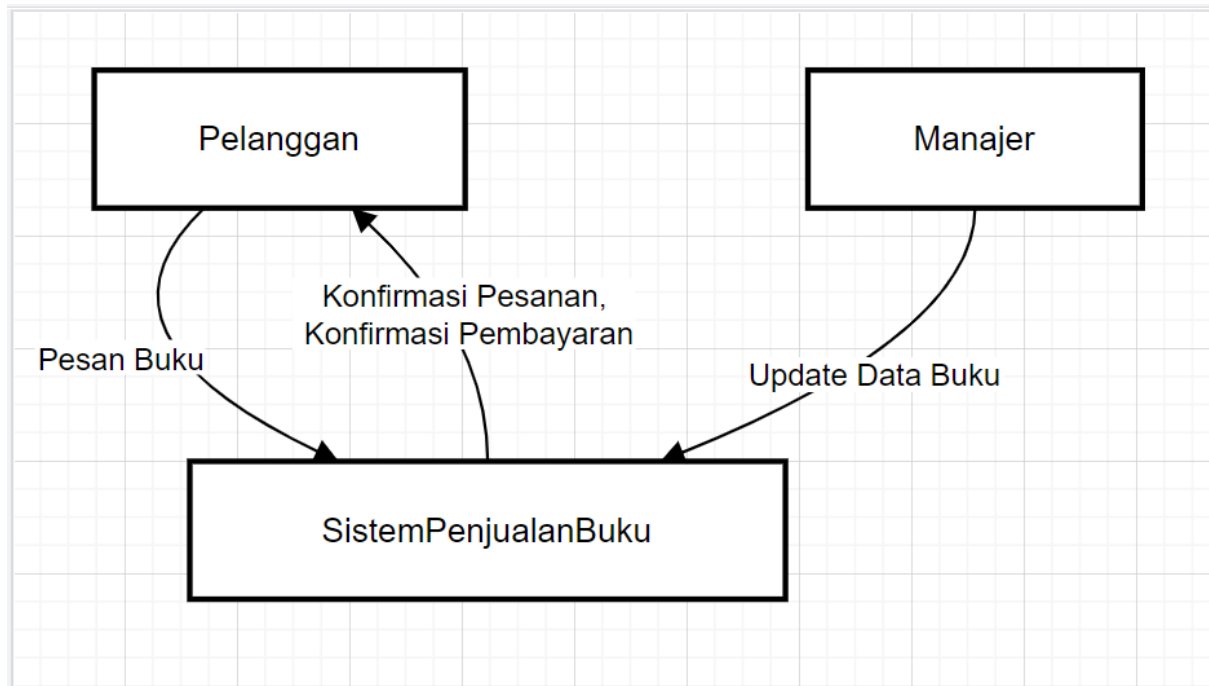 Pelanggan
Manajer
Konfirmasi Pesanan,
Konfirmasi Pembayaran
Pesan Buku
Update Data Buku
SistemPenjualanBuku